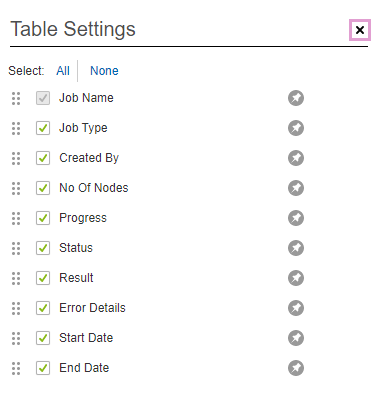 Table Settings
Select: All None
Job Name
Job Type
Created By
No Of Nodes
Progress
Status
Result
Error Details
Start Date
End Date